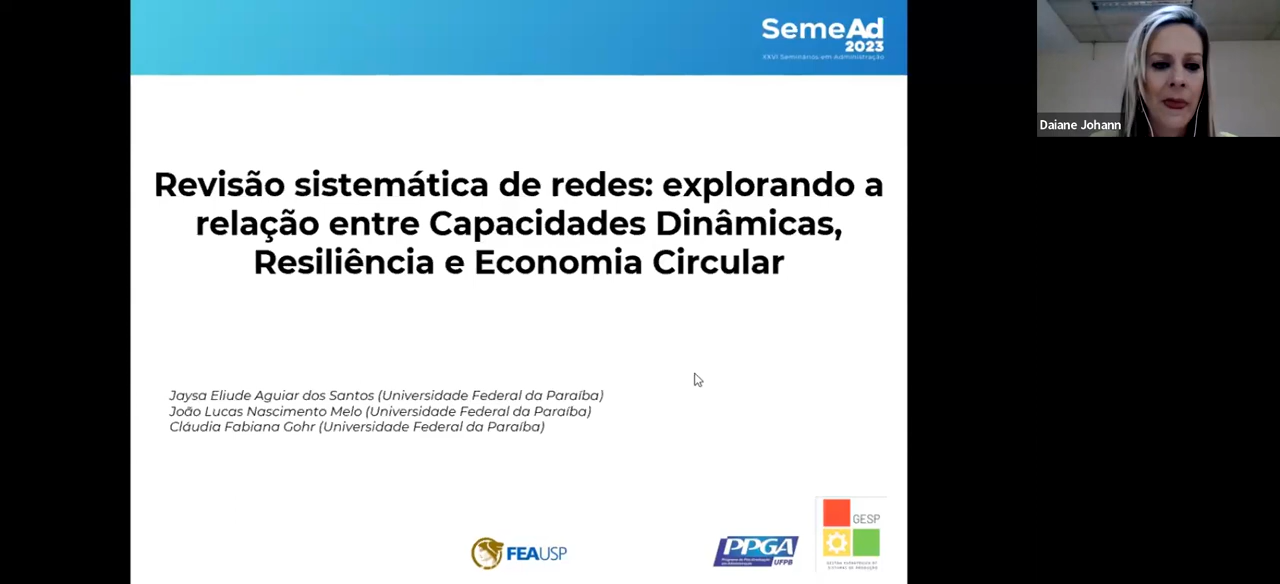 SemeAd
2023
XXVI Seminários em Administração
Daiane Johann
Revisão sistemática de redes: explorando a
relação entre Capacidades Dinâmicas,
Resiliência e Economia Circular
Jaysa Eliude Aguiar dos Santos (Universidade Federal da Paraíba)
João Lucas Nascimento Melo (Universidade Federal da Paraíba)
Cláudia Fabiana Gohr (Universidade Federal da Paraíba)
FEAUSP
PPGA
UFPB
GESP